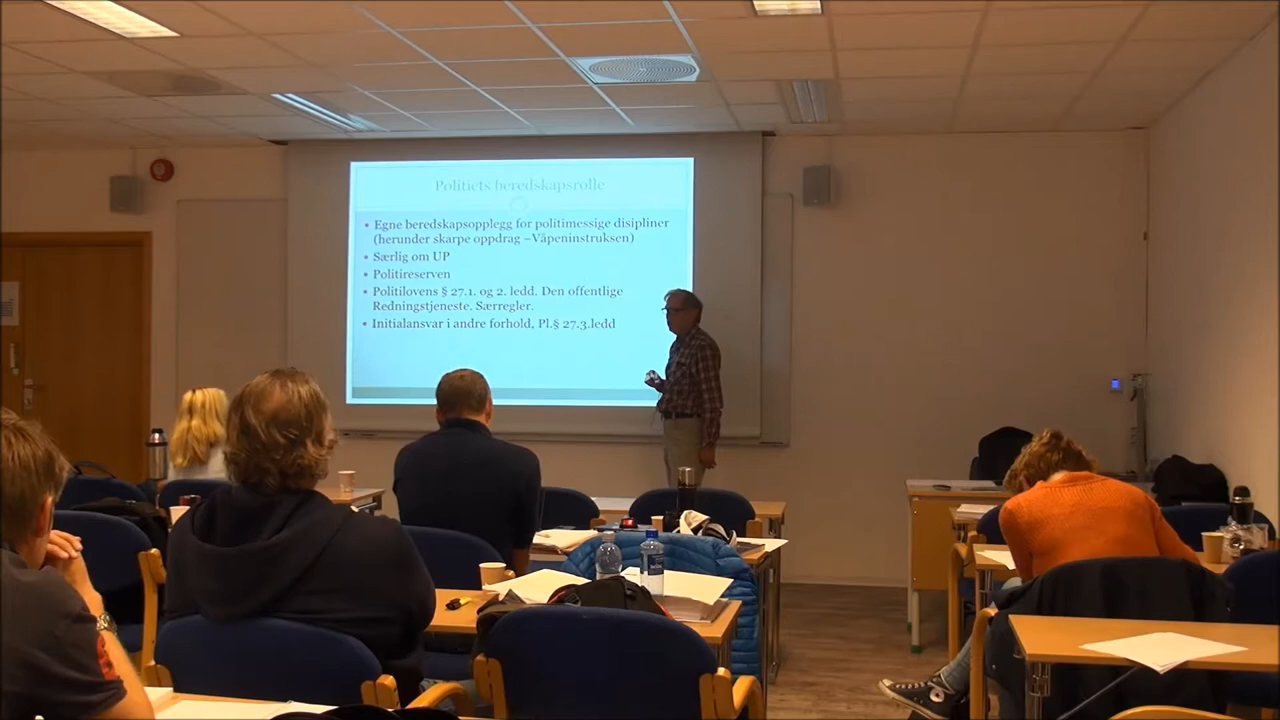 Politiets beredskapsrolle
• Egne beredskapsopplegg for politimessige disipliner
(herunder skarpe oppdrag –Våpeninstruksen)
• Særlig om UP
• Politireserven
• Politilovens § 27.1. og 2. ledd. Den offentlige
Redningstjeneste. Særregler.
• Initialansvar i andre forhold, Pl.§ 27.3.ledd